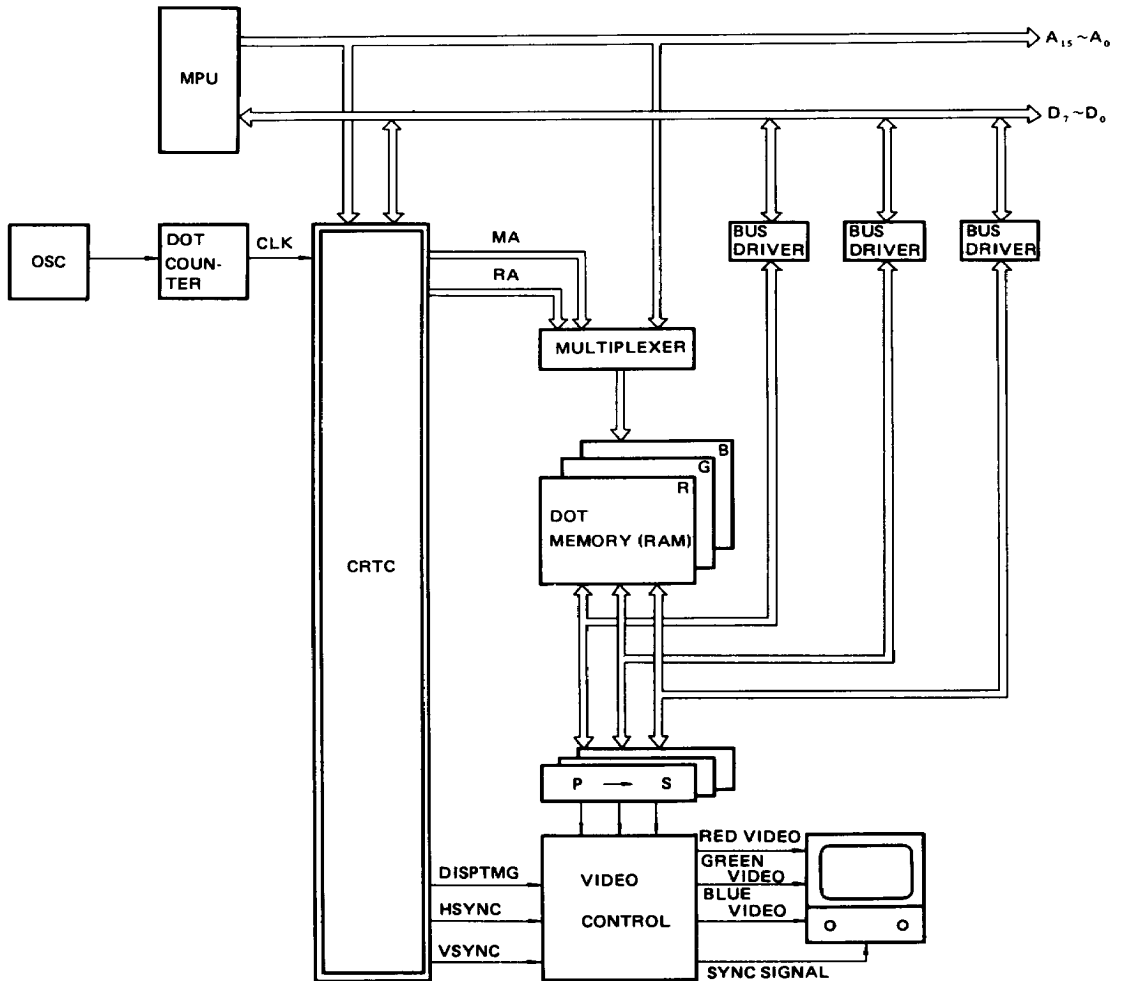 MPU
A₁₅~A₀
D₇~D₀
OSC
DOT
COUN-
TER
CLK
CRTC
MA
RA
MULTIPLEXER
BUS
DRIVER
BUS
DRIVER
BUS
DRIVER
B
G
R
DOT
MEMORY (RAM)
P → S
DISPTMG
HSYNC
VSYNC
VIDEO
CONTROL
RED VIDEO
GREEN
VIDEO
BLUE
VIDEO
SYNC SIGNAL